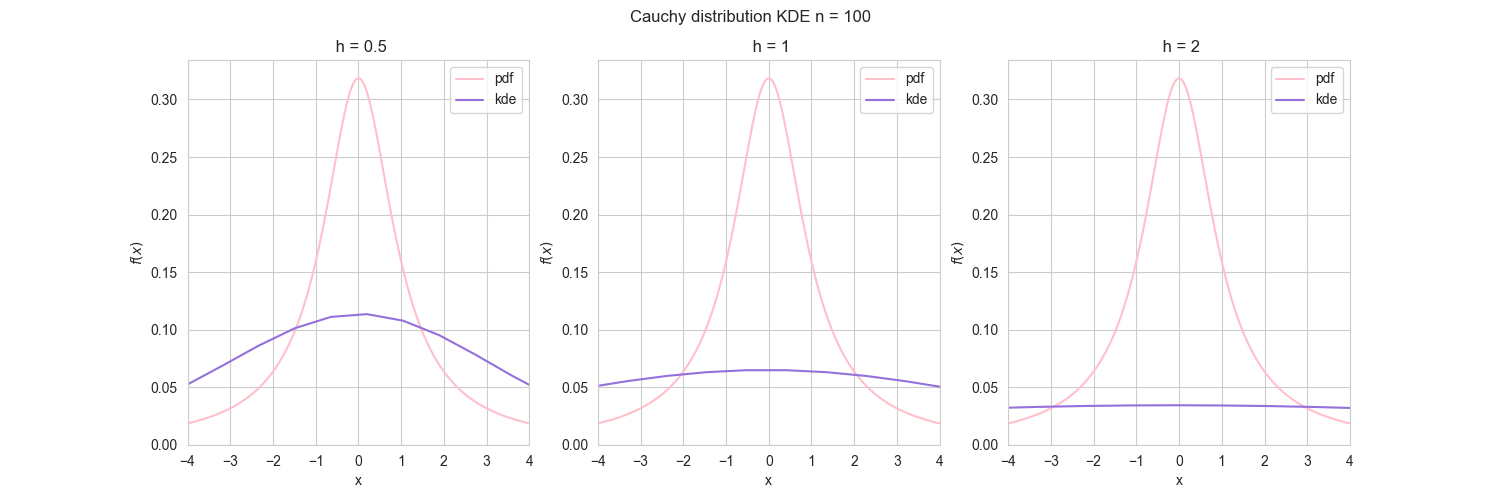 Cauchy distribution KDE n = 100
h = 0.5
pdf
kde
f(x)
0.30
0.25
0.20
0.15
0.10
0.05
0.00
−4 −3 −2 −1 0 1 2 3 4
x
h = 1
pdf
kde
f(x)
0.30
0.25
0.20
0.15
0.10
0.05
0.00
−4 −3 −2 −1 0 1 2 3 4
x
h = 2
pdf
kde
f(x)
0.30
0.25
0.20
0.15
0.10
0.05
0.00
−4 −3 −2 −1 0 1 2 3 4
x